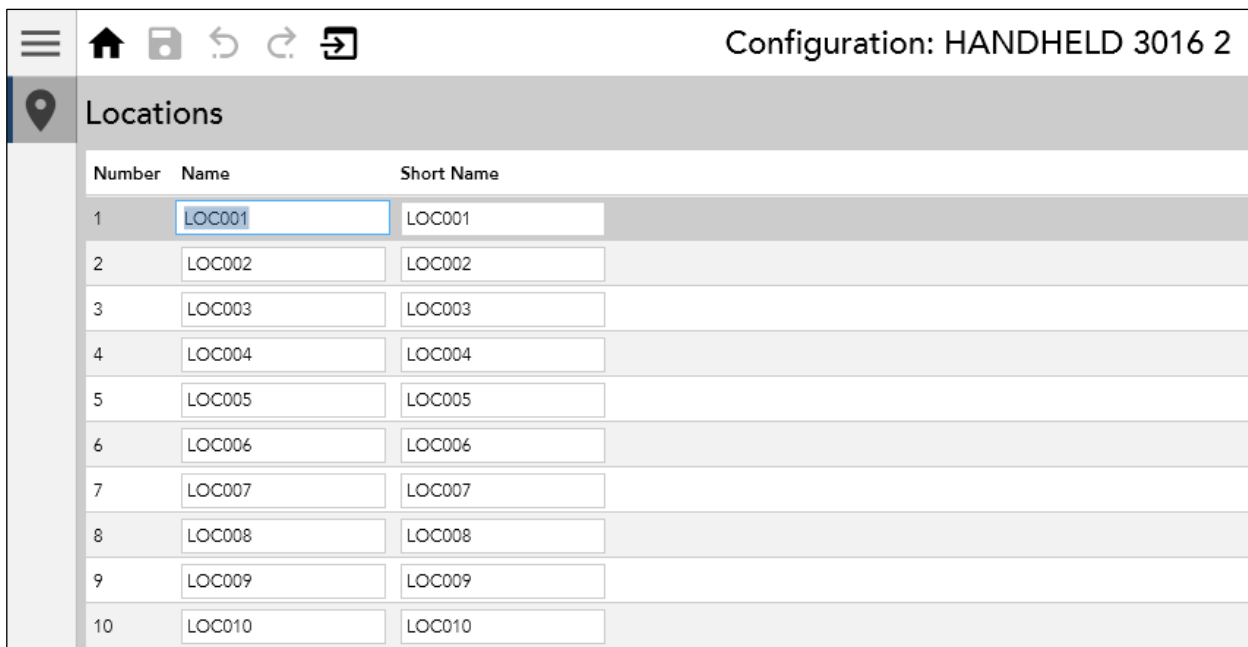 Configuration: HANDHELD 3016 2
Locations
Number Name Short Name
1 LOC001 LOC001
2 LOC002 LOC002
3 LOC003 LOC003
4 LOC004 LOC004
5 LOC005 LOC005
6 LOC006 LOC006
7 LOC007 LOC007
8 LOC008 LOC008
9 LOC009 LOC009
10 LOC010 LOC010